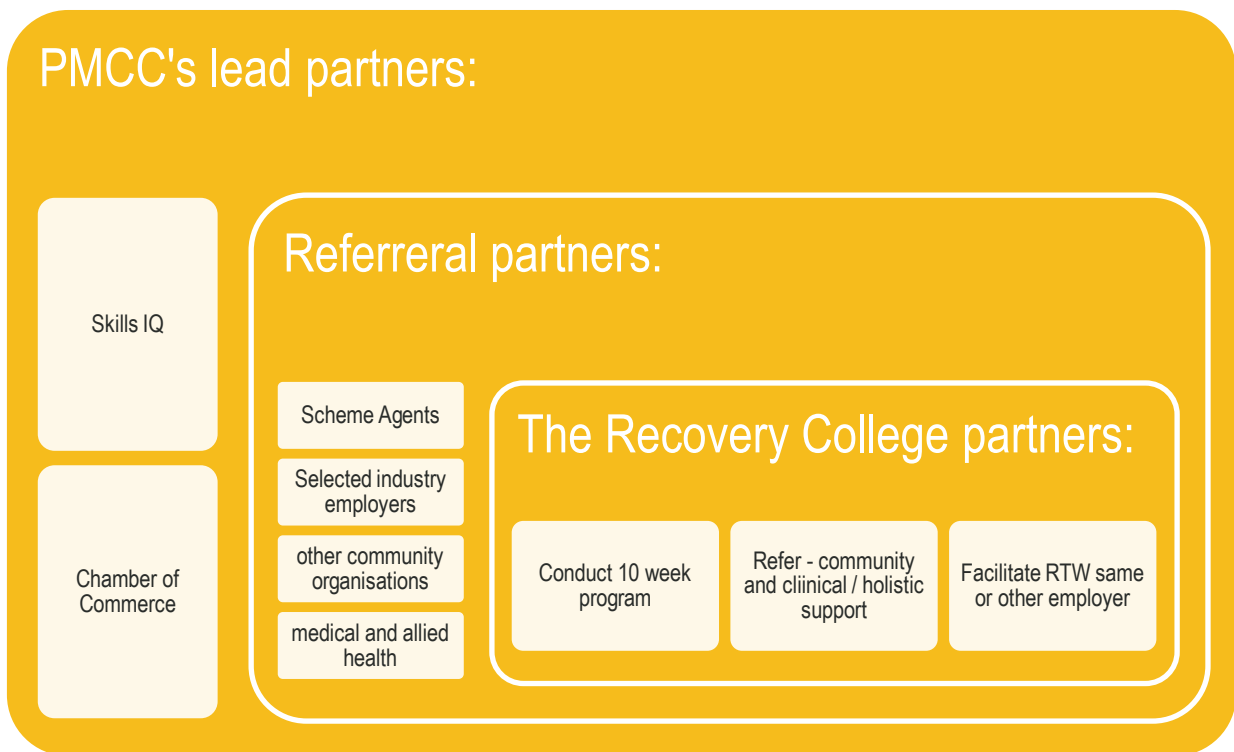 PMCC's lead partners:
Skills IQ
Chamber of
Commerce
Referreral partners:
Scheme Agents
Selected industry
employers
other community
organisations
medical and allied
health
The Recovery College partners:
Conduct 10 week
program
Refer - community
and cliinical / holistic
support
Facilitate RTW same
or other employer